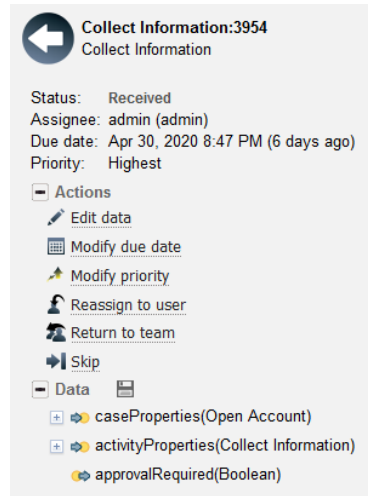 Collect Information:3954
Collect Information
Status: Received
Assignee: admin (admin)
Due date: Apr 30, 2020 8:47 PM (6 days ago)
Priority: Highest
Actions
Edit data
Modify due date
Modify priority
Reassign to user
Return to team
Skip
Data
caseProperties(Open Account)
activityProperties(Collect Information)
approvalRequired(Boolean)